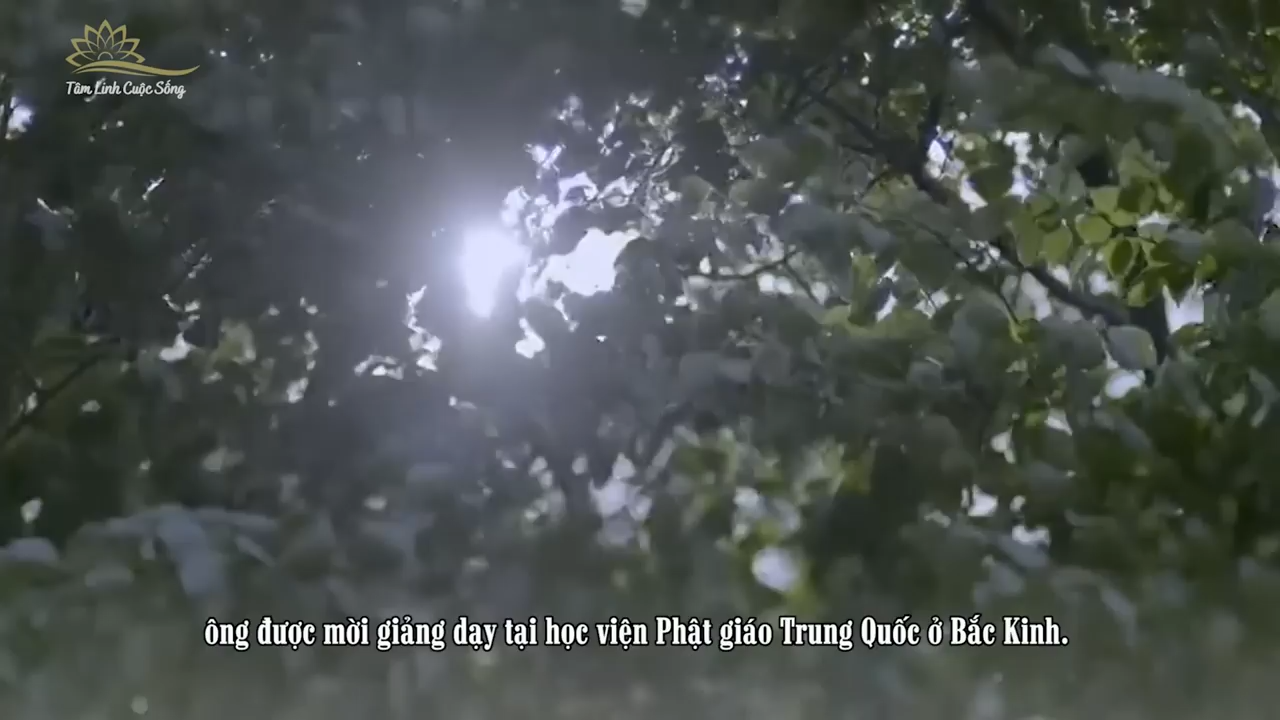 Tâm Linh Cuộc Sống
ông được mời giảng dạy tại học viện Phật giáo Trung Quốc ở Bắc Kinh.